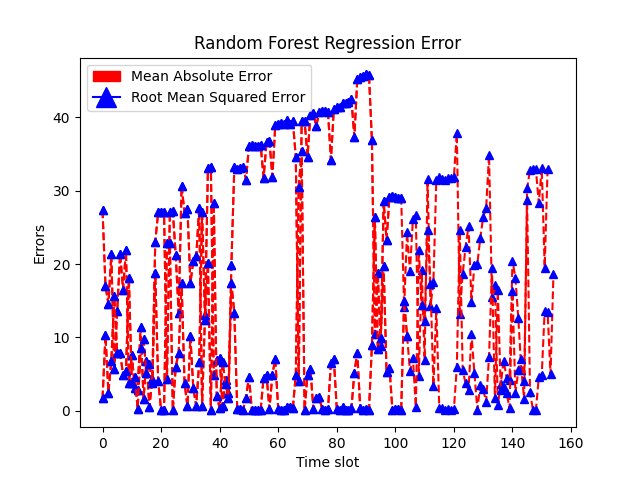 Random Forest Regression Error
Mean Absolute Error
Root Mean Squared Error
Errors
40
30
20
10
0
0 20 40 60 80 100 120 140 160
Time slot